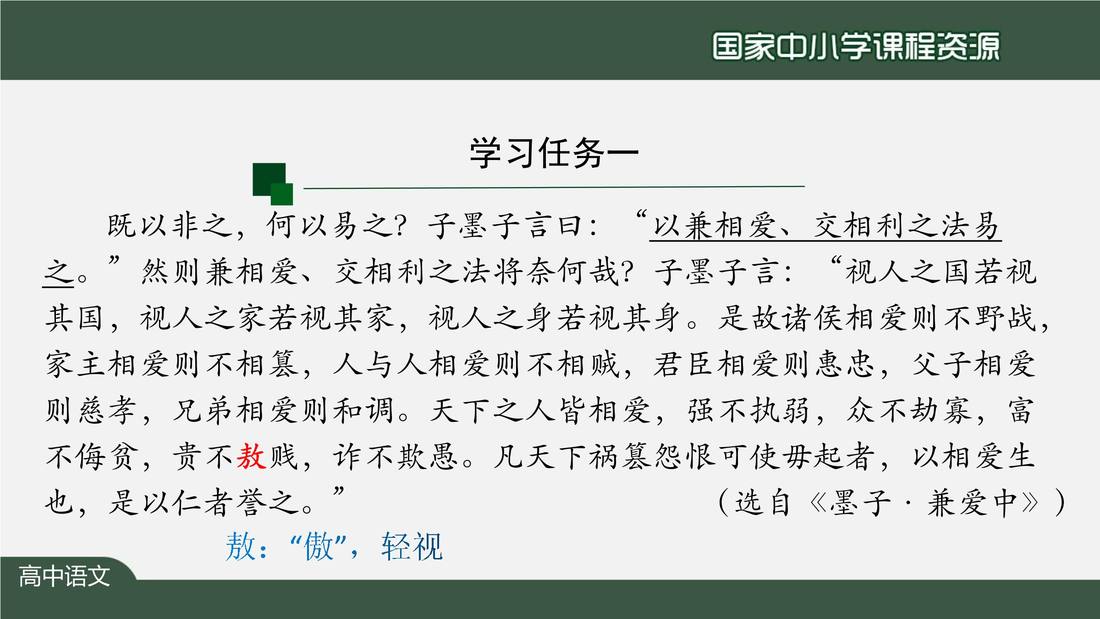 国家中小学课程资源
学习任务一
既以非之，何以易之？子墨子言曰：“以兼相爱、交相利之法易
之。”然则兼相爱、交相利之法将奈何哉？子墨子言：“视人之国若视
其国，视人之家若视其家，视人之身若视其身。是故诸侯相爱则不野战，
家主相爱则不相篡，人与人相爱则不相贼，君臣相爱则惠忠，父子相爱
则慈孝，兄弟相爱则和调。天下之人皆相爱，强不执弱，众不劫寡，富
不侮贫，贵不敖贱，诈不欺愚。凡天下祸篡怨恨可使毋起者，以相爱生
也，是以仁者誉之。”（选自《墨子·兼爱中》）
敖：“傲”，轻视
高中语文